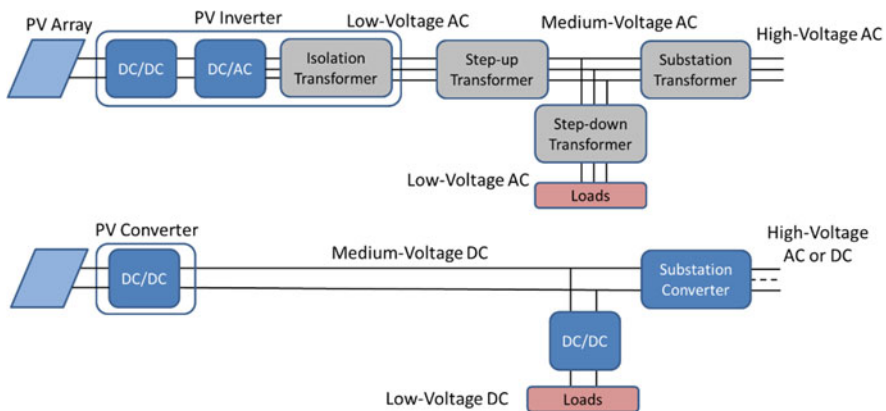 PV Array
PV Inverter
Low-Voltage AC
Medium-Voltage AC
High-Voltage AC
DC/DC
DC/AC
Isolation
Transformer
Step-up
Transformer
Substation
Transformer
Step-down
Transformer
Low-Voltage AC
Loads
PV Converter
Medium-Voltage DC
High-Voltage
AC or DC
DC/DC
Substation
Converter
DC/DC
Low-Voltage DC
Loads